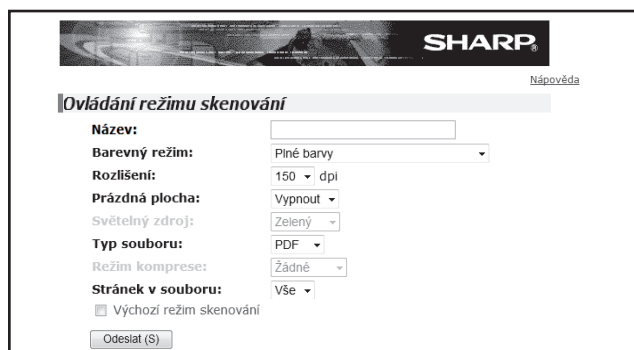 SHARP®
Nápověda
Ovládání režimu skenování
Název:
Barevný režim: Plné barvy
Rozlišení: 150 dpi
Prázdná plocha: Vypnout
Světelný zdroj: Zelený
Typ souboru: PDF
Režim komprese: Žádné
Stránek v souboru: Vše
Výchozí režim skenování
Odeslat (S)